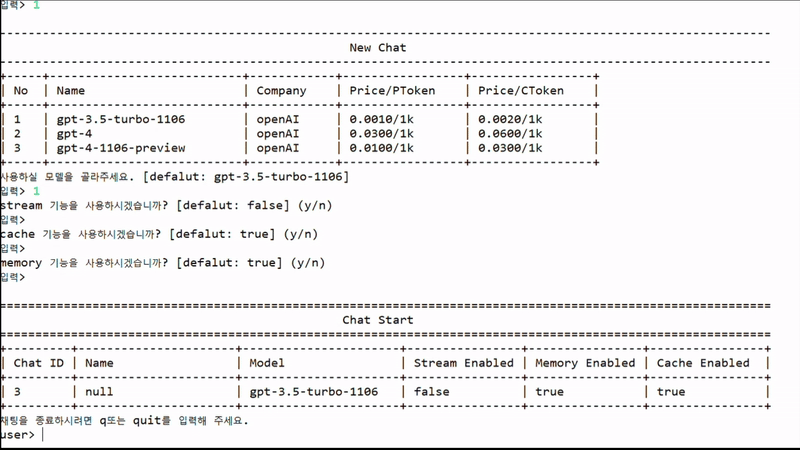 입력> 1
New Chat
No | Name | Company | Price/PToken | Price/CToken
1 | gpt-3.5-turbo-1106 | openAI | 0.0010/1k | 0.0020/1k
2 | gpt-4 | openAI | 0.0300/1k | 0.0600/1k
3 | gpt-4-1106-preview | openAI | 0.0100/1k | 0.0300/1k
사용하실 모델을 골라주세요. [defalut: gpt-3.5-turbo-1106]
입력> 1
stream 기능을 사용하시겠습니까? [defalut: false] (y/n)
입력>
cache 기능을 사용하시겠습니까? [defalut: true] (y/n)
입력>
memory 기능을 사용하시겠습니까? [defalut: true] (y/n)
입력>
Chat Start
Chat ID | Name | Model | Stream Enabled | Memory Enabled | Cache Enabled
3 | null | gpt-3.5-turbo-1106 | false | true | true
채팅을 종료하시려면 q또는 quit를 입력해 주세요.
user>